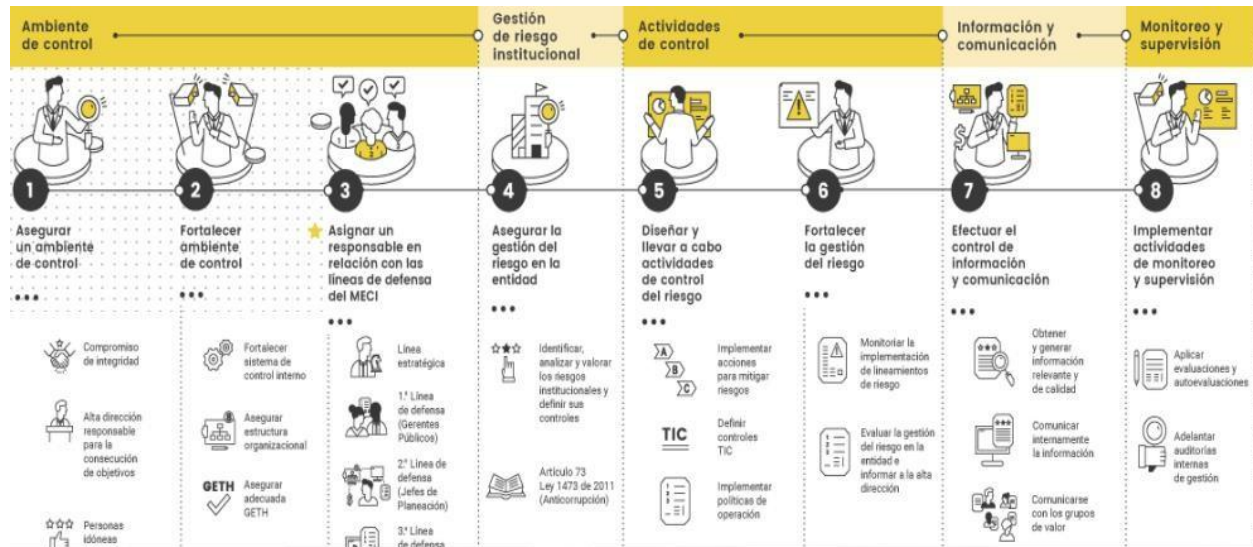 Ambiente
de control
Gestión
de riesgo
institucional
Actividades
de control
Información y
comunicación
Monitoreo y
supervisión
1
2
3
4
5
6
7
8
Asegurar
un ambiente
de control
Fortalecer
ambiente
de control
Asignar un
responsable en
relación con las
líneas de defensa
del MECI
Asegurar la
gestión del
riesgo en la
entidad
Diseñar y
llevar a cabo
actividades
de control
del riesgo
Fortalecer
la gestión
del riesgo
Efectuar el
control de
información
y comunicación
Implementar
actividades
de monitoreo
y supervisión
Compromiso
de integridad
Alta dirección
responsable
para la
consecución
de objetivos
Personas
idóneas
Fortalecer
sistema de
control interno
Asegurar
estructura
organizacional
GETH
Asegurar
adecuada
GETH
Línea
estratégica
1.ª Línea
de defensa
(Gerentes
Públicos)
2.ª Línea de
defensa
(Jefes de
Planeación)
3.ª Línea
de defensa
Identificar,
analizar y valorar
los riesgos
institucionales y
definir sus
controles
Artículo 73
Ley 1473 de 2011
(Anticorrupción)
A
B
C
Implementar
acciones
para mitigar
riesgos
TIC
Definir
controles
TIC
Implementar
políticas de
operación
Monitoriar la
implementación
de lineamientos
de riesgo
Evaluar la gestión
del riesgo en la
entidad e
informar a la alta
dirección
Obtener
y generar
información
relevante y
de calidad
Comunicar
internamente
la información
Comunicarse
con los grupos
de valor
Aplicar
evaluaciones y
autoevaluaciones
Adelantar
auditorías
internas
de gestión